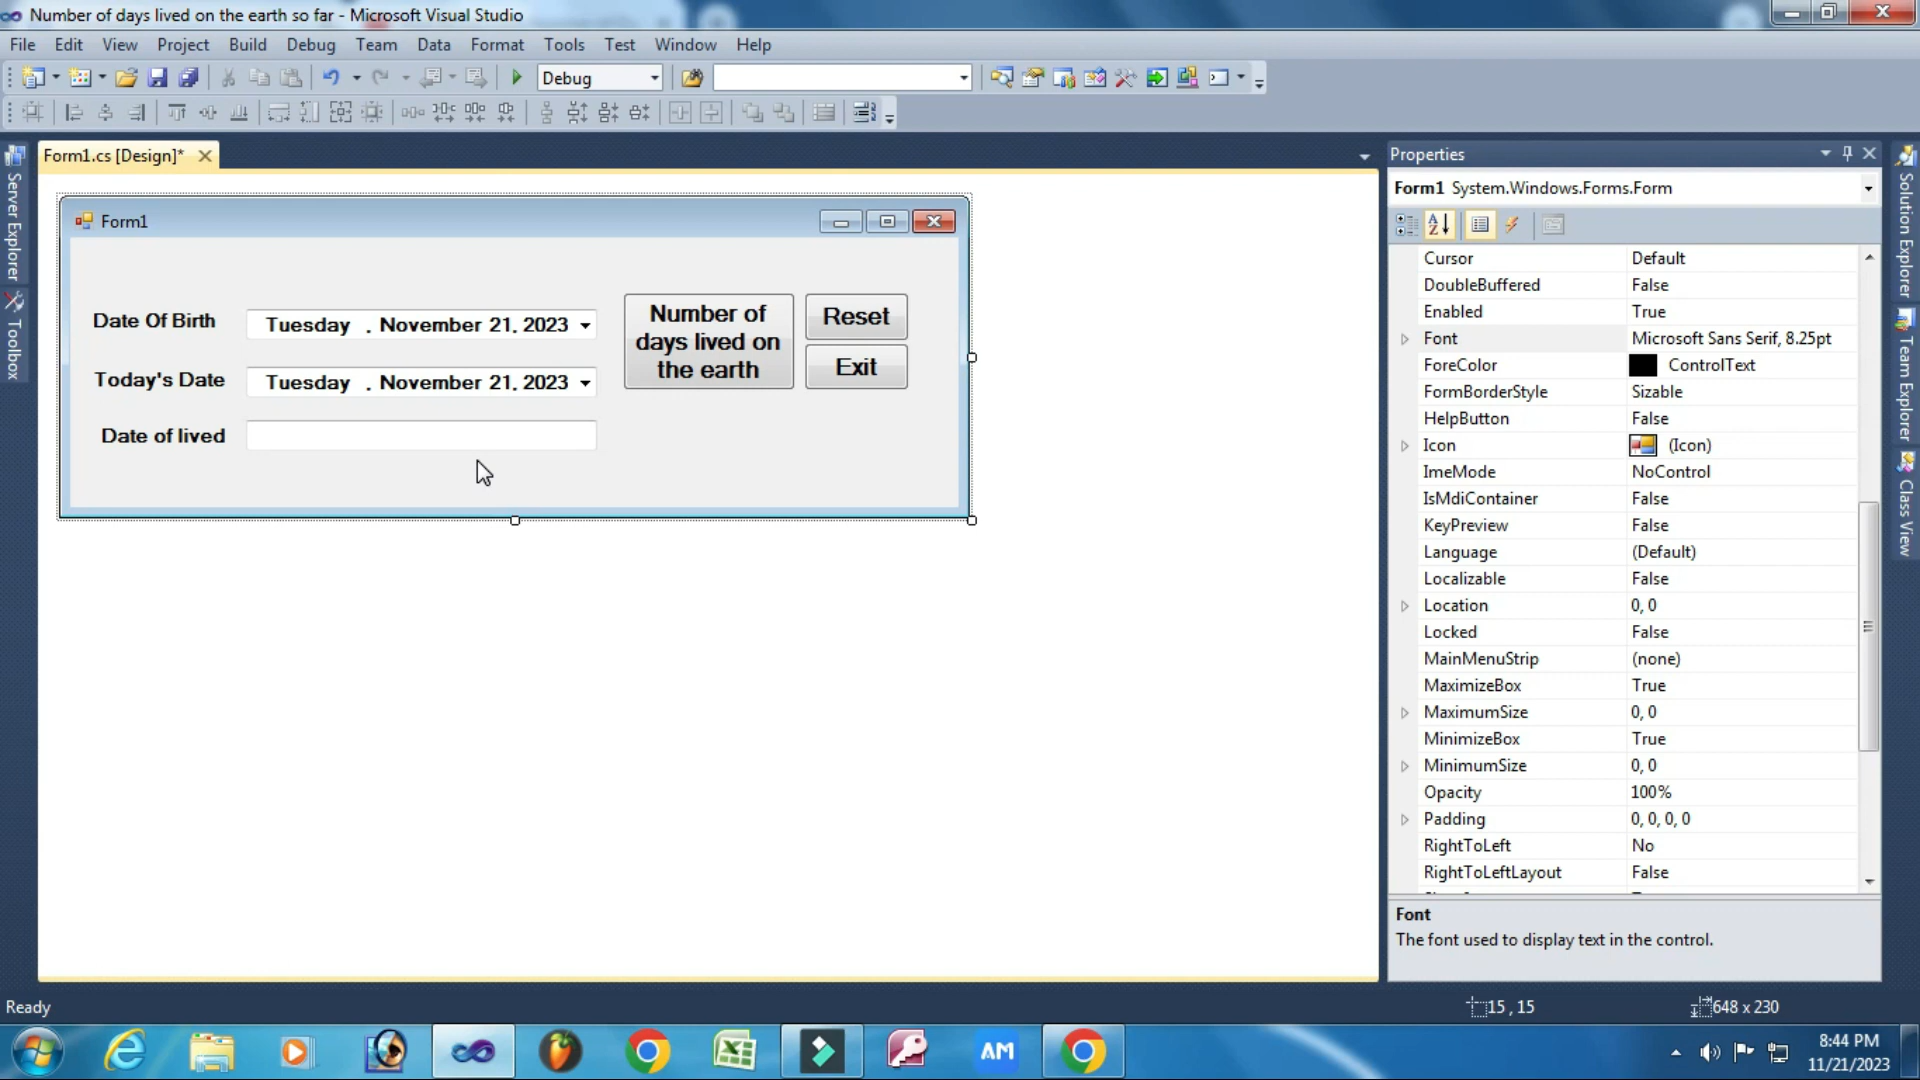 Number of days lived on the earth so far - Microsoft Visual Studio
File Edit View Project Build Debug Team Data Format Tools Test Window Help
Debug
Form1.cs [Design]*
Server Explorer
Toolbox
Form1
Date Of Birth
Tuesday , November 21, 2023
Today's Date
Tuesday , November 21, 2023
Date of lived
Number of
days lived on
the earth
Reset
Exit
Properties
Form1 System.Windows.Forms.Form
Cursor Default
DoubleBuffered False
Enabled True
Font Microsoft Sans Serif, 8.25pt
ForeColor ControlText
FormBorderStyle Sizable
HelpButton False
Icon (Icon)
ImeMode NoControl
IsMdiContainer False
KeyPreview False
Language (Default)
Localizable False
Location 0, 0
Locked False
MainMenuStrip (none)
MaximizeBox True
MaximumSize 0, 0
MinimizeBox True
MinimumSize 0, 0
Opacity 100%
Padding 0, 0, 0, 0
RightToLeft No
RightToLeftLayout False
Font
The font used to display text in the control.
Solution Explorer
Team Explorer
Class View
Ready
15 , 15
648 x 230
AM
8:44 PM
11/21/2023